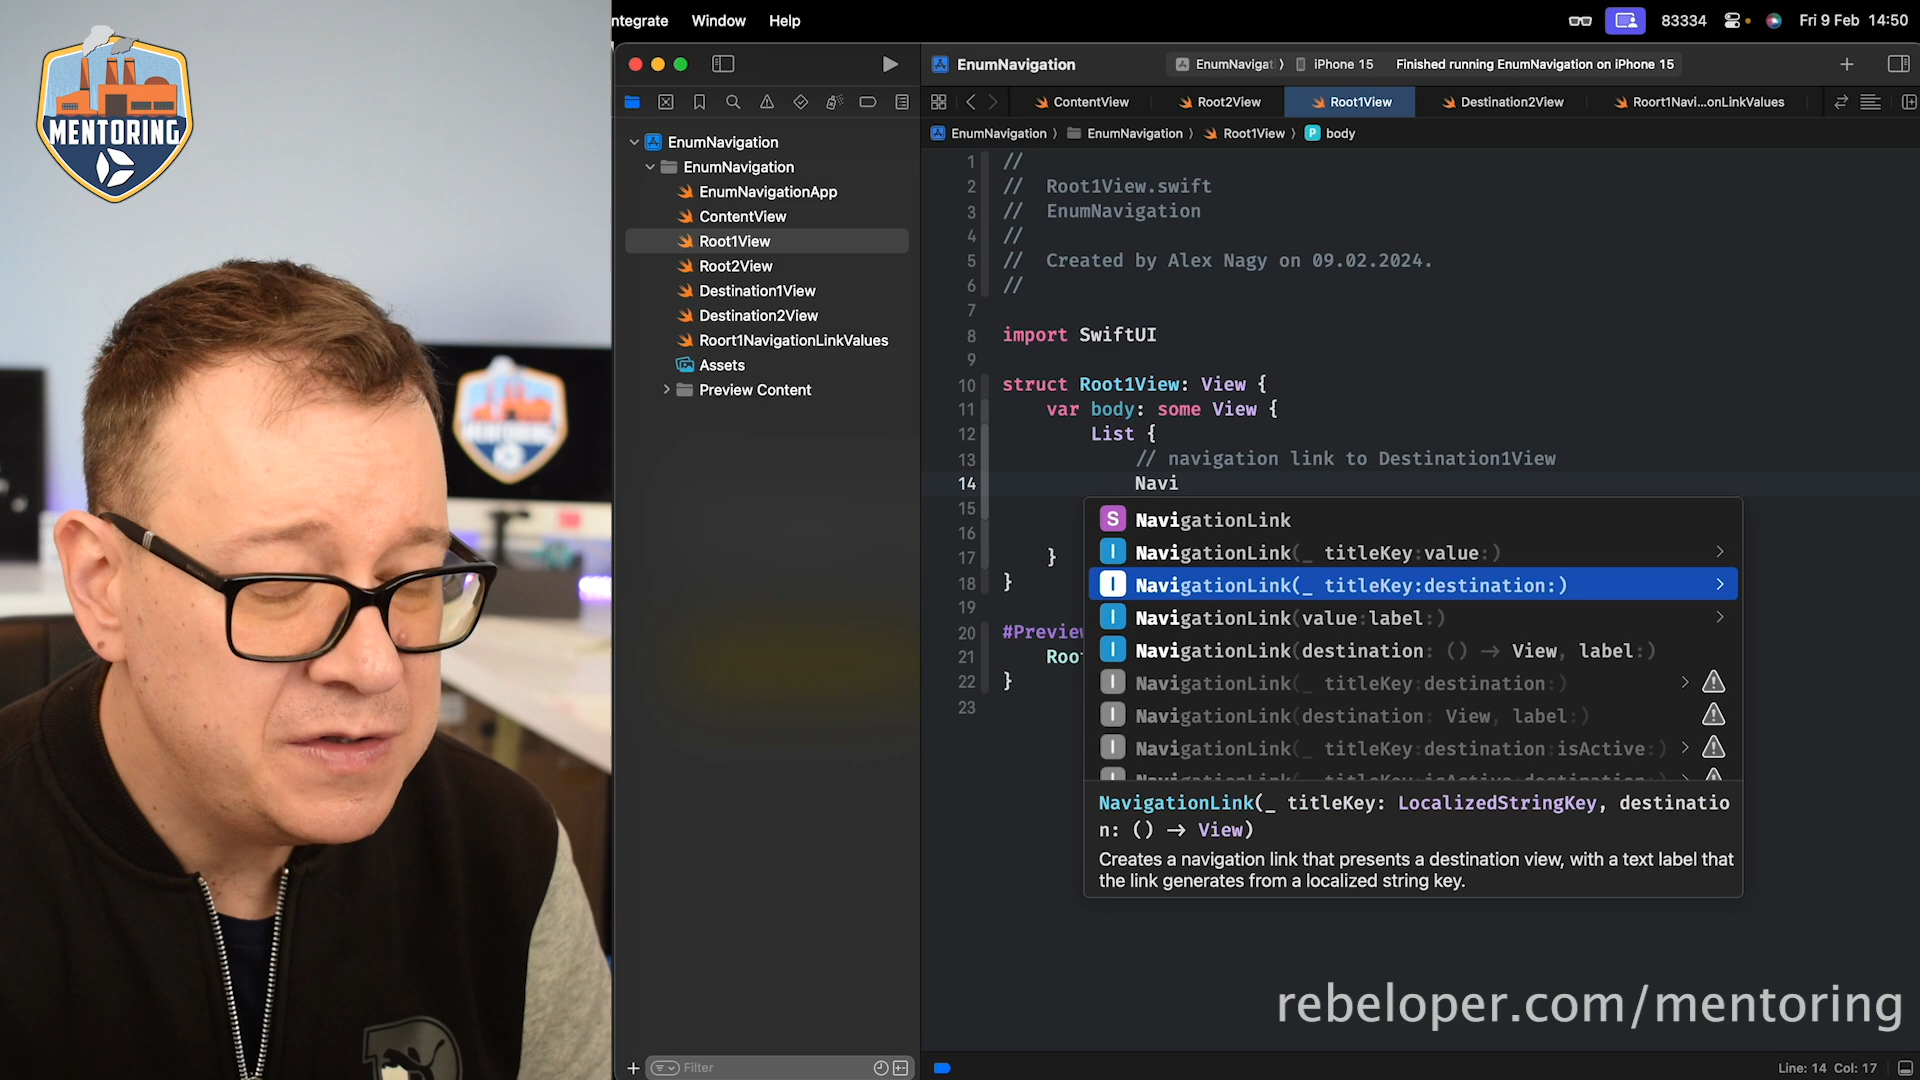 MENTORING
ntegrate Window Help
83334 Fri 9 Feb 14:50
EnumNavigation
EnumNavigati iPhone 15 Finished running EnumNavigation on iPhone 15
ContentView Root2View Root1View Destination2View Roort1Navi...onLinkValues
EnumNavigation EnumNavigation Root1View P body
EnumNavigation
EnumNavigation
EnumNavigationApp
ContentView
Root1View
Root2View
Destination1View
Destination2View
Roort1NavigationLinkValues
Assets
Preview Content
Filter
MENTORING
1 //
2 // Root1View.swift
3 // EnumNavigation
4 //
5 // Created by Alex Nagy on 09.02.2024.
6 //
7
8 import SwiftUI
9
10 struct Root1View: View {
11 var body: some View {
12 List {
13 // navigation link to Destination1View
14 Navi
15
16
17 }
18 }
19
20 #Preview
21 Roo
22 }
23
S NavigationLink
I NavigationLink(_ titleKey:value:)
I NavigationLink(_ titleKey:destination:)
I NavigationLink(value:label:)
I NavigationLink(destination: () → View, label:)
I NavigationLink(_ titleKey:destination:)
I NavigationLink(destination: View, label:)
I NavigationLink(_ titleKey:destination:isActive:)
I NavigationLink(_ titleKey:isActive:destination:)
NavigationLink(_ titleKey: LocalizedStringKey, destinatio
n: () → View)
Creates a navigation link that presents a destination view, with a text label that
the link generates from a localized string key.
rebeloper.com/mentoring
Line: 14 Col: 17